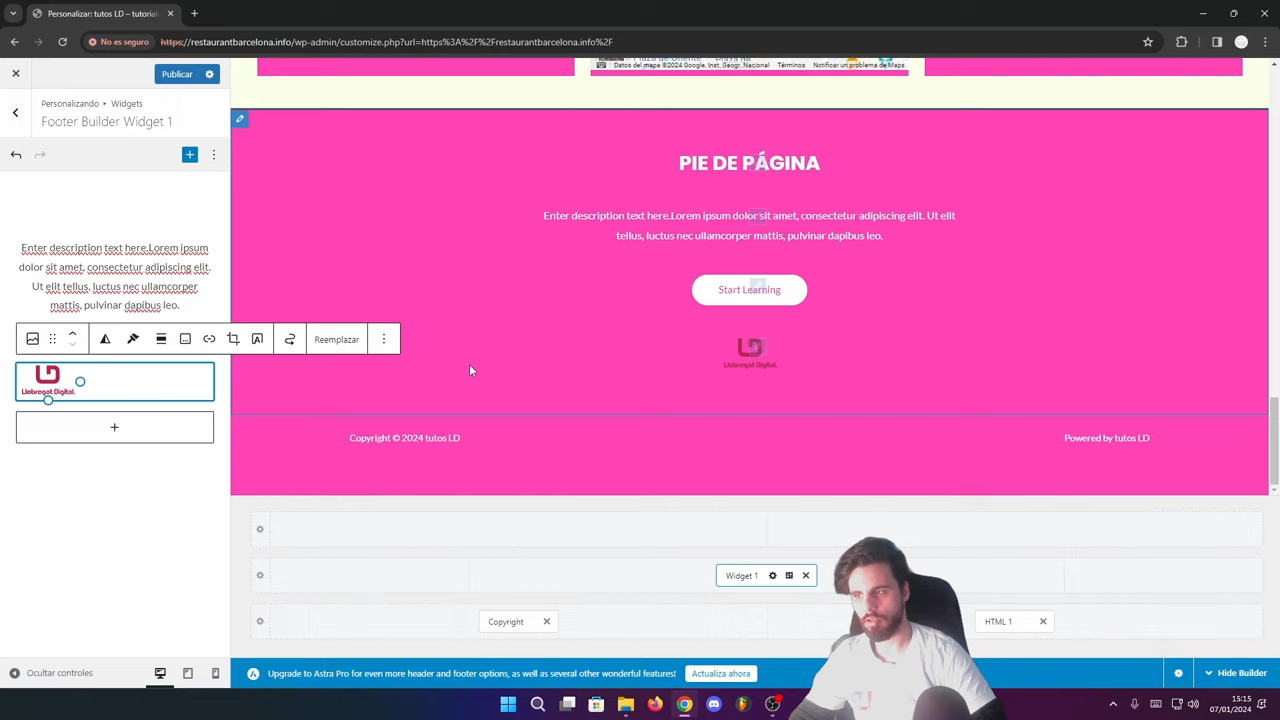 Personalizando: Pie de tutorial
No es seguro
https://restaurantbarcelona.info/wp-admin/customize.php?url=https%3A%2F%2Frestaurantbarcelona.info%2F
Publicar
Personalizando ▸ Widgets
Footer Builder Widget 1
Enter description text here.Lorem ipsum
dolor sit amet, consectetur adipiscing elit.
Ut elit tellus, luctus nec ullamcorper
mattis, pulvinar dapibus leo.
Reemplazar
Llobregat Digital.
Ocultar controles
Datos del mapa ©2024 Google, Inst. Geogr. Nacional
Términos
Notificar un problema de Maps
PIE DE PÁGINA
Enter description text here.Lorem ipsum dolor sit amet, consectetur adipiscing elit. Ut elit
tellus, luctus nec ullamcorper mattis, pulvinar dapibus leo.
Start Learning
Llobregat Digital.
Copyright © 2024 tutos LD
Powered by tutos LD
Widget 1
Copyright
HTML 1
Upgrade to Astra Pro for even more header and footer options, as well as several other wonderful features!
Actualiza ahora
Hide Builder
15:15
07/01/2024